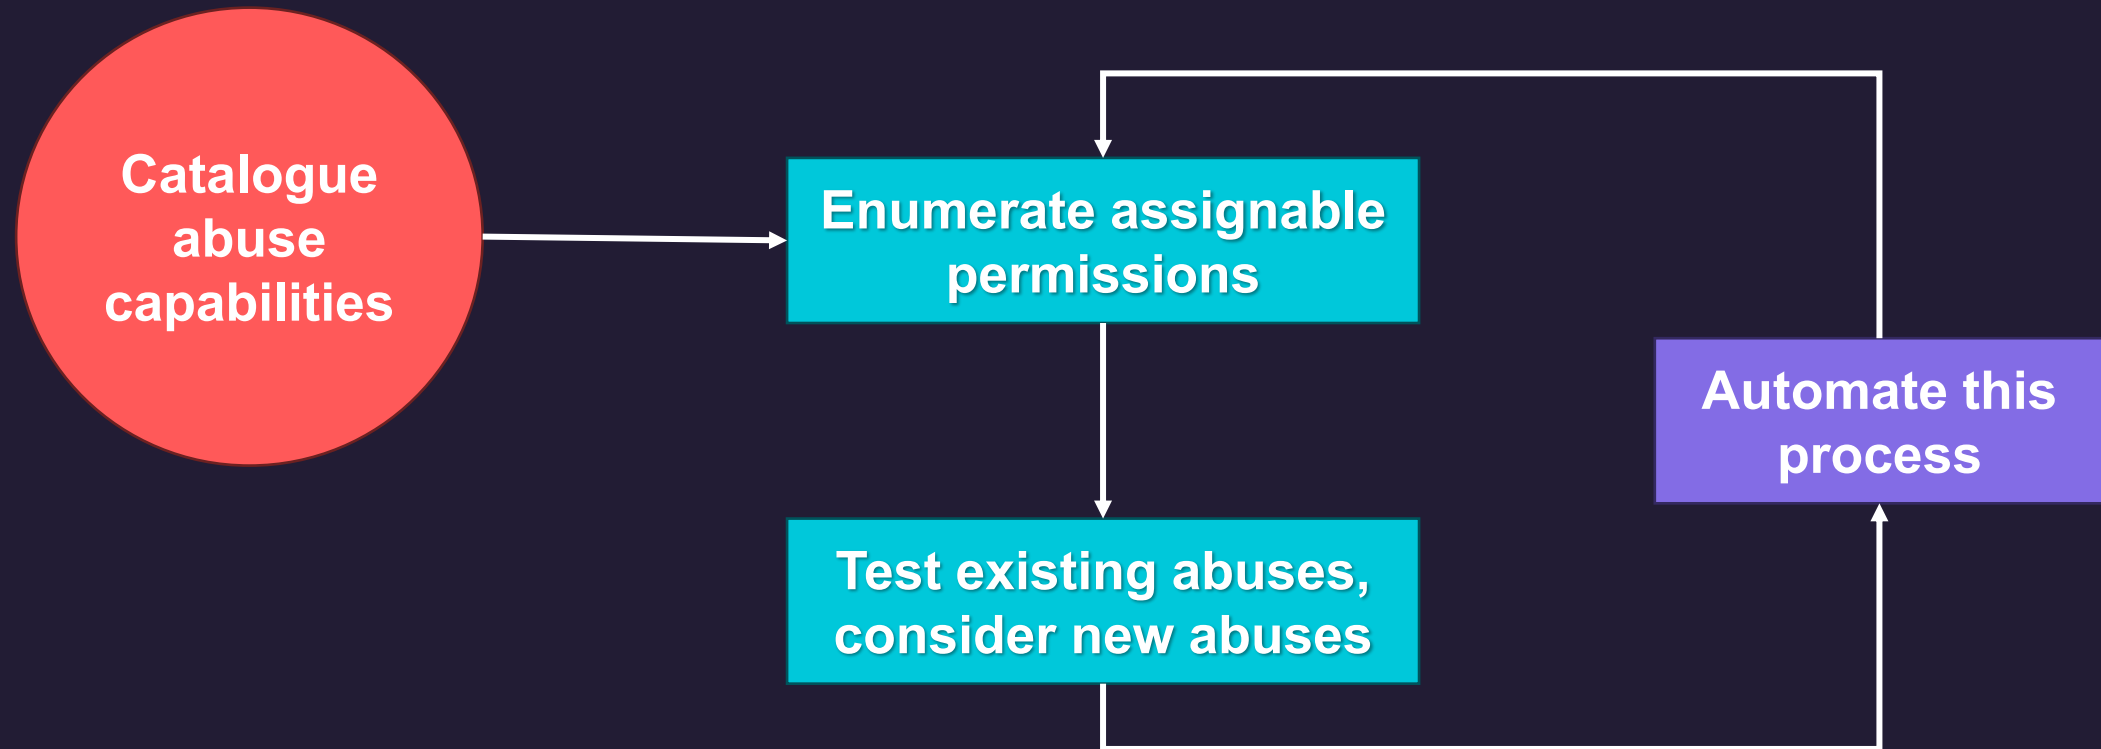 Catalogue
abuse
capabilities
Enumerate assignable
permissions
Automate this
process
Test existing abuses,
consider new abuses